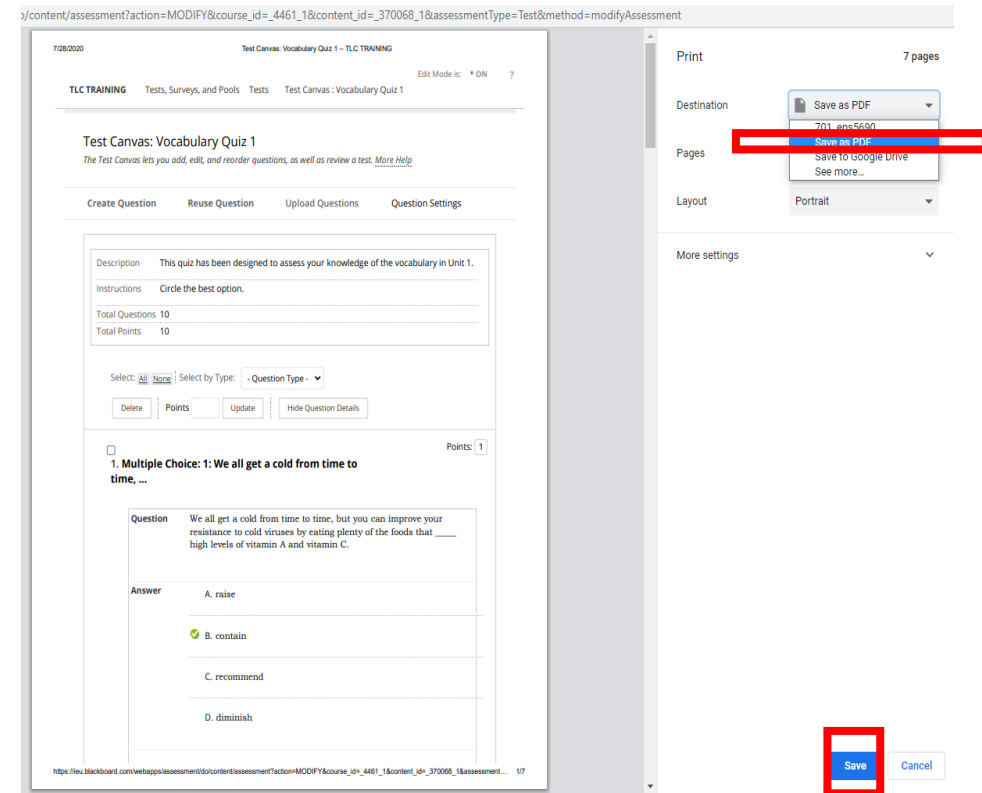 o/content/assessment?action=MODIFY&course_id=_4461_1&content_id=_370068_1&assessmentType=Test&method=modifyAssessment
7/28/2020 Test Canvas: Vocabulary Quiz 1 – TLC TRAINING
Edit Mode is: • ON ?
TLC TRAINING Tests, Surveys, and Pools Tests Test Canvas : Vocabulary Quiz 1
Test Canvas: Vocabulary Quiz 1
The Test Canvas lets you add, edit, and reorder questions, as well as review a test. More Help
Create Question Reuse Question Upload Questions Question Settings
Description This quiz has been designed to assess your knowledge of the vocabulary in Unit 1.
Instructions Circle the best option.
Total Questions 10
Total Points 10
Select: All None Select by Type: - Question Type -
Delete Points Update Hide Question Details
Points: 1
1. Multiple Choice: 1: We all get a cold from time to
time, ...
Question We all get a cold from time to time, but you can improve your
resistance to cold viruses by eating plenty of the foods that ____
high levels of vitamin A and vitamin C.
Answer A. raise
B. contain
C. recommend
D. diminish
https://ieu.blackboard.com/webapps/assessment/do/content/assessment?action=MODIFY&course_id=_4461_1&content_id=_370068_1&assessment… 1/7
Print 7 pages
Destination Save as PDF
701_eps5690
Save as PDF
Pages Save to Google Drive
See more...
Layout Portrait
More settings
Save Cancel